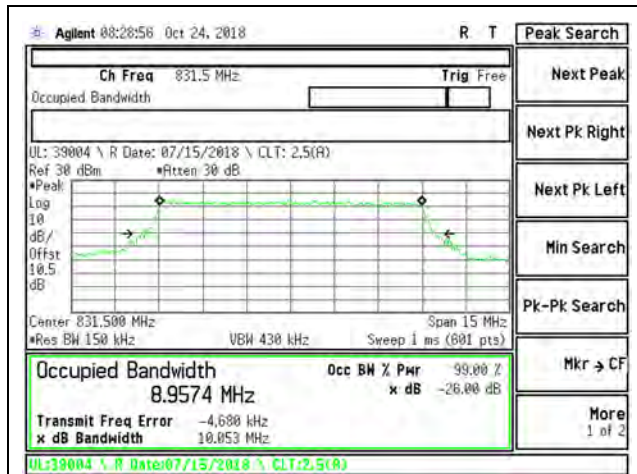 Agilent 08:28:56 Oct 24, 2018 R T
Peak Search
Ch Freq 831.5 MHz Trig Free
Occupied Bandwidth
UL: 39004 \ R Date: 07/15/2018 \ CLT: 2.5(A)
Ref 30 dBm #Atten 30 dB
#Peak
Log
10
dB/
Offst
10.5
dB
Center 831.500 MHz Span 15 MHz
#Res BW 150 kHz VBW 430 kHz Sweep 1 ms (601 pts)
Occupied Bandwidth
8.9574 MHz
Occ BW % Pwr 99.00 %
x dB -26.00 dB
Transmit Freq Error -4.680 kHz
x dB Bandwidth 10.053 MHz
UL:39004 \ R Date:07/15/2018 \ CLT:2.5(A)
Next Peak
Next Pk Right
Next Pk Left
Min Search
Pk-Pk Search
Mkr → CF
More
1 of 2